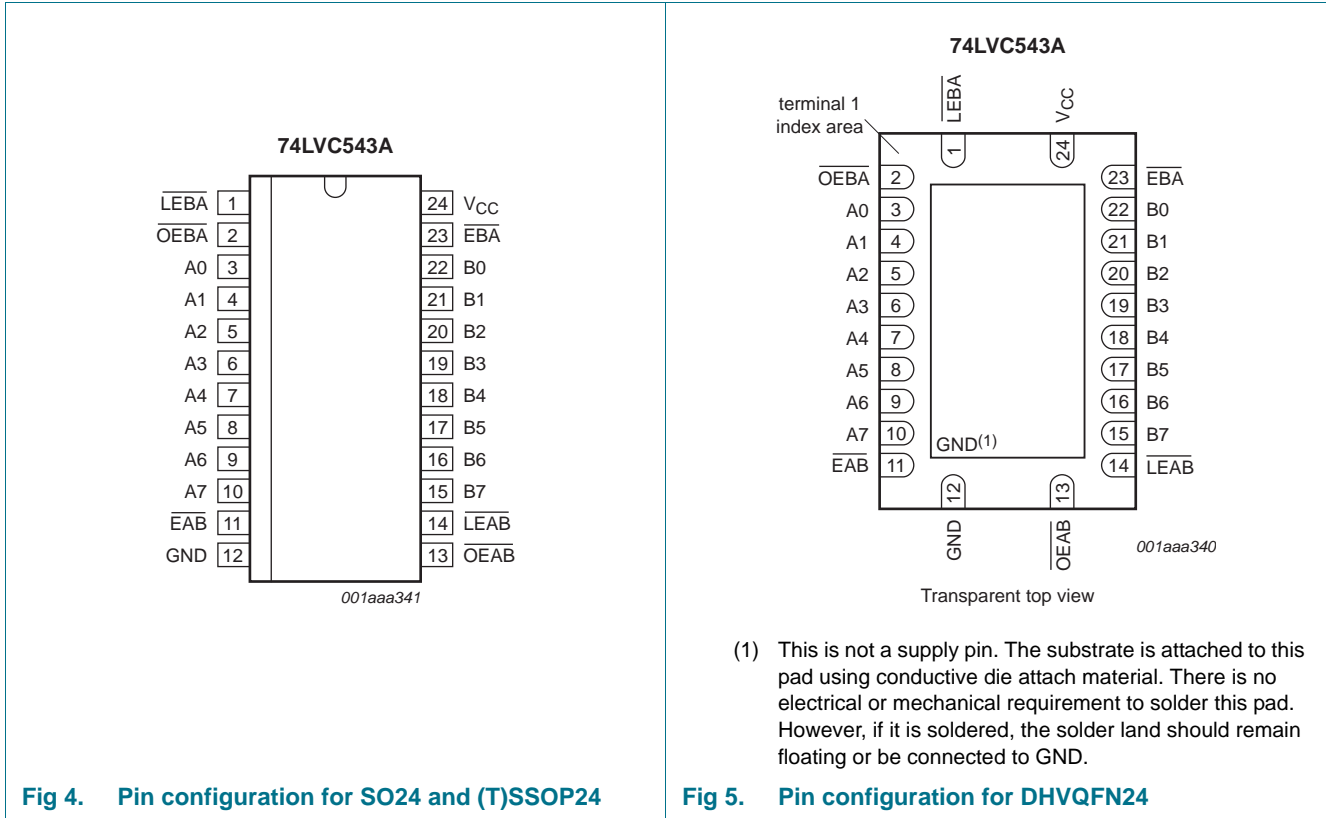 74LVC543A
LEBA 1 24 VCC
OEBA 2 23 EBA
A0 3 22 B0
A1 4 21 B1
A2 5 20 B2
A3 6 19 B3
A4 7 18 B4
A5 8 17 B5
A6 9 16 B6
A7 10 15 B7
EAB 11 14 LEAB
GND 12 13 OEAB
001aaa341
Fig 4. Pin configuration for SO24 and (T)SSOP24
74LVC543A
terminal 1
index area
LEBA VCC
1 24
OEBA 2 23 EBA
A0 3 22 B0
A1 4 21 B1
A2 5 20 B2
A3 6 19 B3
A4 7 18 B4
A5 8 17 B5
A6 9 16 B6
A7 10 15 B7
GND(1)
EAB 11 14 LEAB
12 13
GND OEAB
001aaa340
Transparent top view
(1) This is not a supply pin. The substrate is attached to this
pad using conductive die attach material. There is no
electrical or mechanical requirement to solder this pad.
However, if it is soldered, the solder land should remain
floating or be connected to GND.
Fig 5. Pin configuration for DHVQFN24